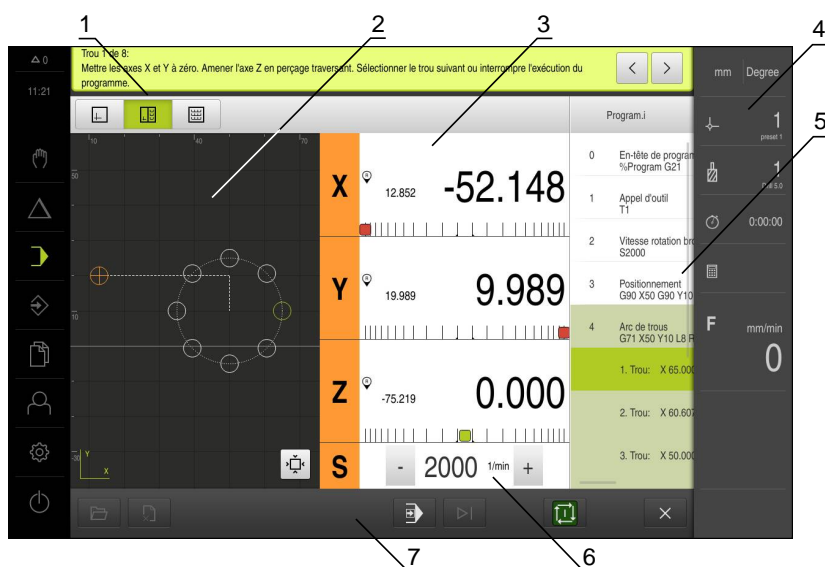 1
2
3
4
5
6
7
0
11:21
Trou 1 de 8:
Mettre les axes X et Y à zéro. Amener l'axe Z en perçage traversant. Sélectionner le trou suivant ou interrompre l'exécution du
programme.
mm Degree
1
preset 1
1
0:00:00
F mm/min
0
10 40 70
50
10
Y
X
X
R
12.852 -52.148
Y
R
19.989 9.989
Z
R
-75.219 0.000
S - 2000 1/min +
Program.i
0 En-tête de program
%Program G21
1 Appel d'outil
T1
2 Vitesse rotation bro
S2000
3 Positionnement
G90 X50 G90 Y10
4 Arc de trous
G71 X50 Y10 L8 R
1. Trou: X 65.000
2. Trou: X 60.607
3. Trou: X 50.000